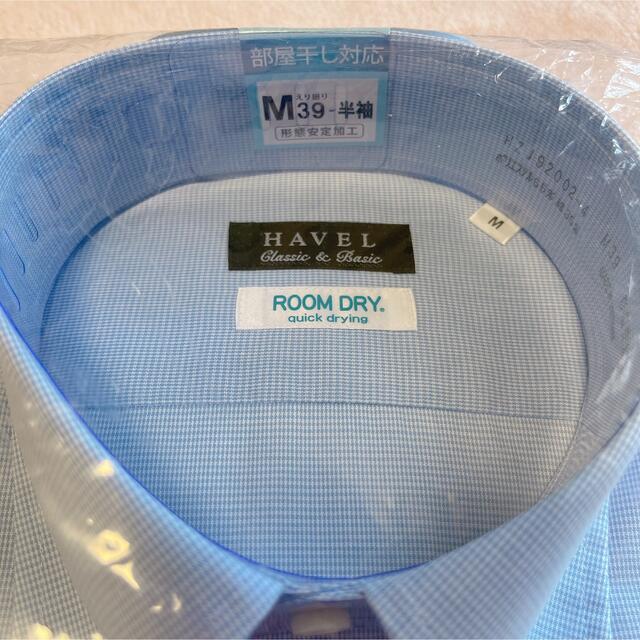 部屋干し対応
えり回り
M 39-半袖
形態安定加工
HAVEL
Classic & Basic
ROOM DRY®
quick drying
M